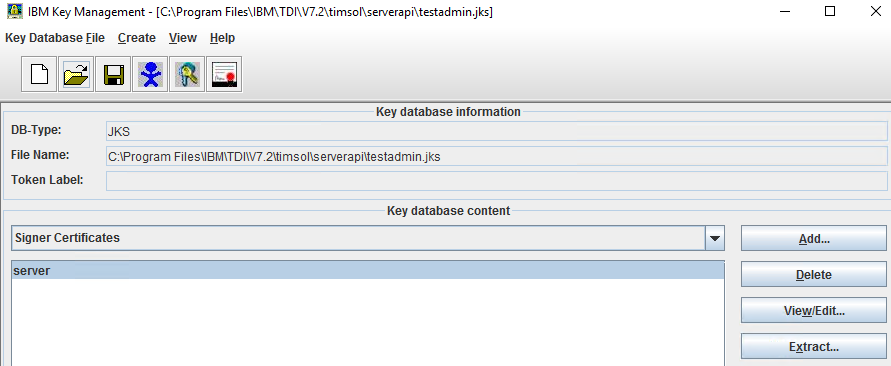 IBM Key Management - [C:\Program Files\IBM\TDI\V7.2\timsol\serverapi\testadmin.jks]
Key Database File Create View Help
Key database information
DB-Type: JKS
File Name: C:\Program Files\IBM\TDI\V7.2\timsol\serverapi\testadmin.jks
Token Label:
Key database content
Signer Certificates
Add...
server
Delete
View/Edit...
Extract...